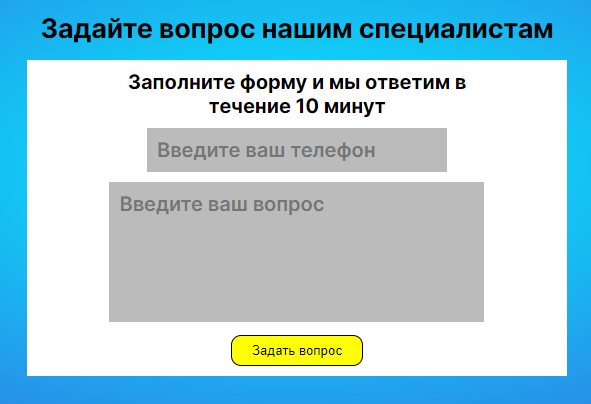 Задайте вопрос нашим специалистам
Заполните форму и мы ответим в
течение 10 минут
Введите ваш телефон
Введите ваш вопрос
Задать вопрос